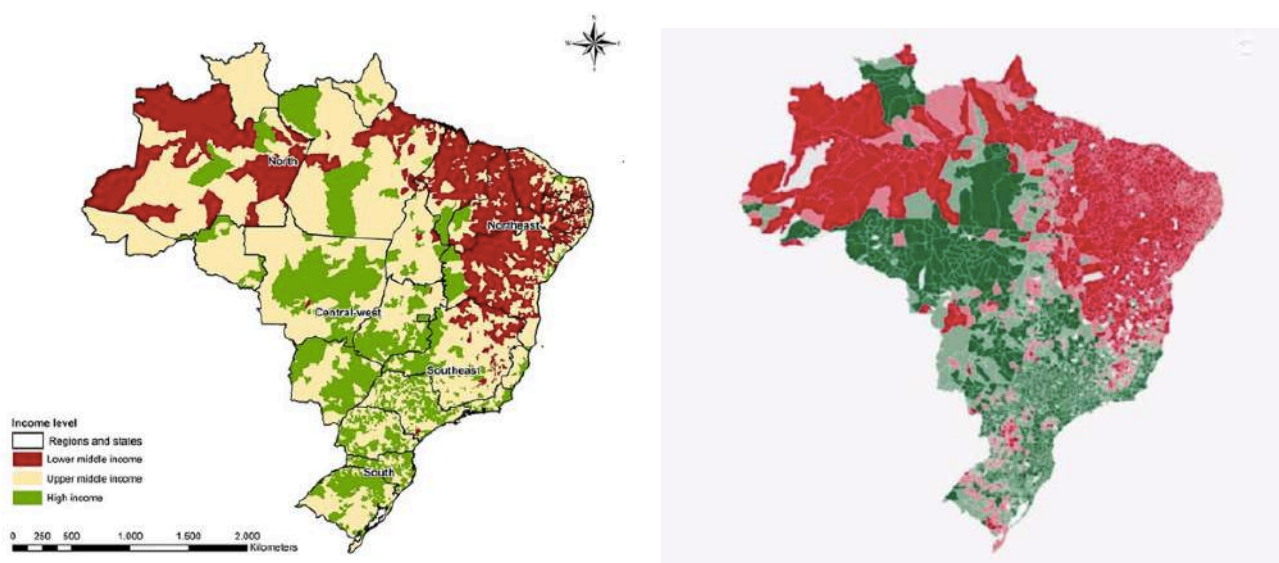 N
W
E
North
Northeast
Central-west
Southeast
South
Income level
Regions and states
Lower middle income
Upper middle income
High income
0 250 500 1.000 1.500 2.000
Kilometers